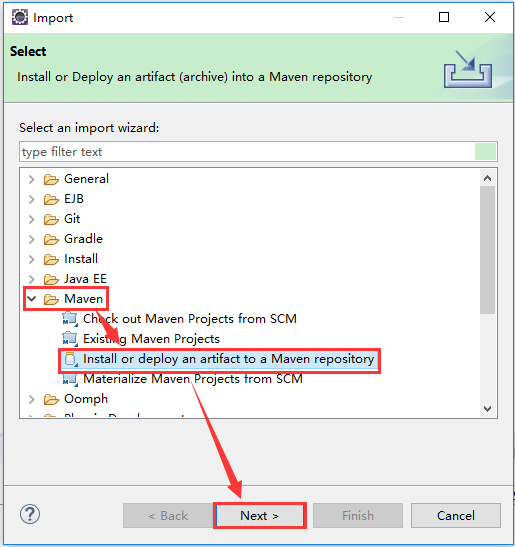 Import
Select
Install or Deploy an artifact (archive) into a Maven repository
Select an import wizard:
type filter text
General
EJB
Git
Gradle
Install
Java EE
Maven
Check out Maven Projects from SCM
Existing Maven Projects
Install or deploy an artifact to a Maven repository
Materialize Maven Projects from SCM
Oomph
?
< Back
Next >
Finish
Cancel